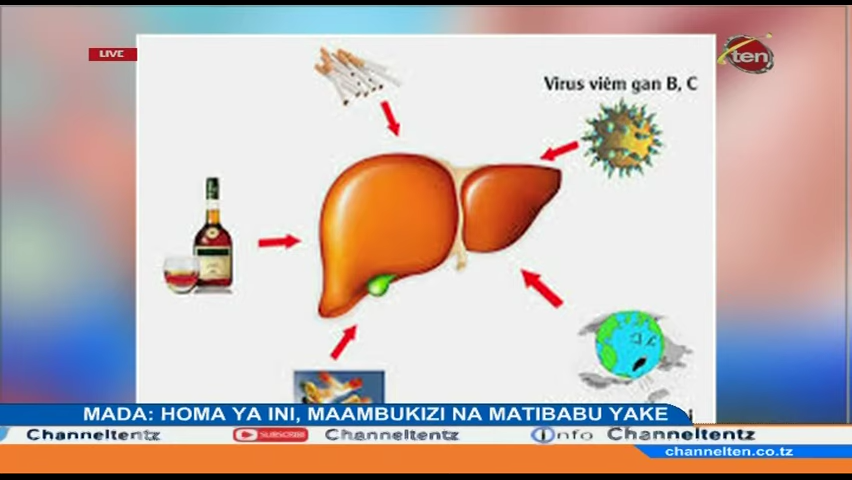 LIVE
ten
Virus viêm gan B, C
MADA: HOMA YA INI, MAAMBUKIZI NA MATIBABU YAKE
Channeltentz SUBSCRIBE Channeltentz info Channeltentz
channelten.co.tz